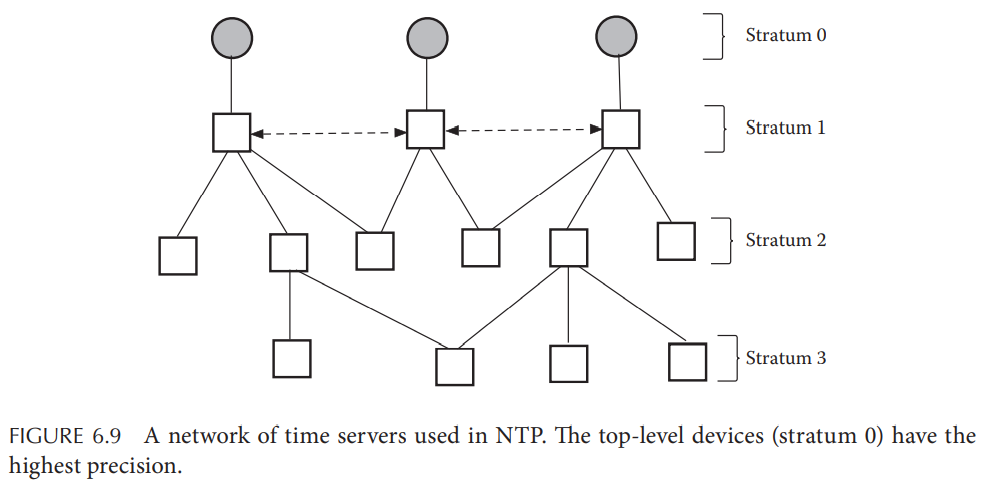 Stratum 0
Stratum 1
Stratum 2
Stratum 3
FIGURE 6.9 A network of time servers used in NTP. The top-level devices (stratum 0) have the
highest precision.